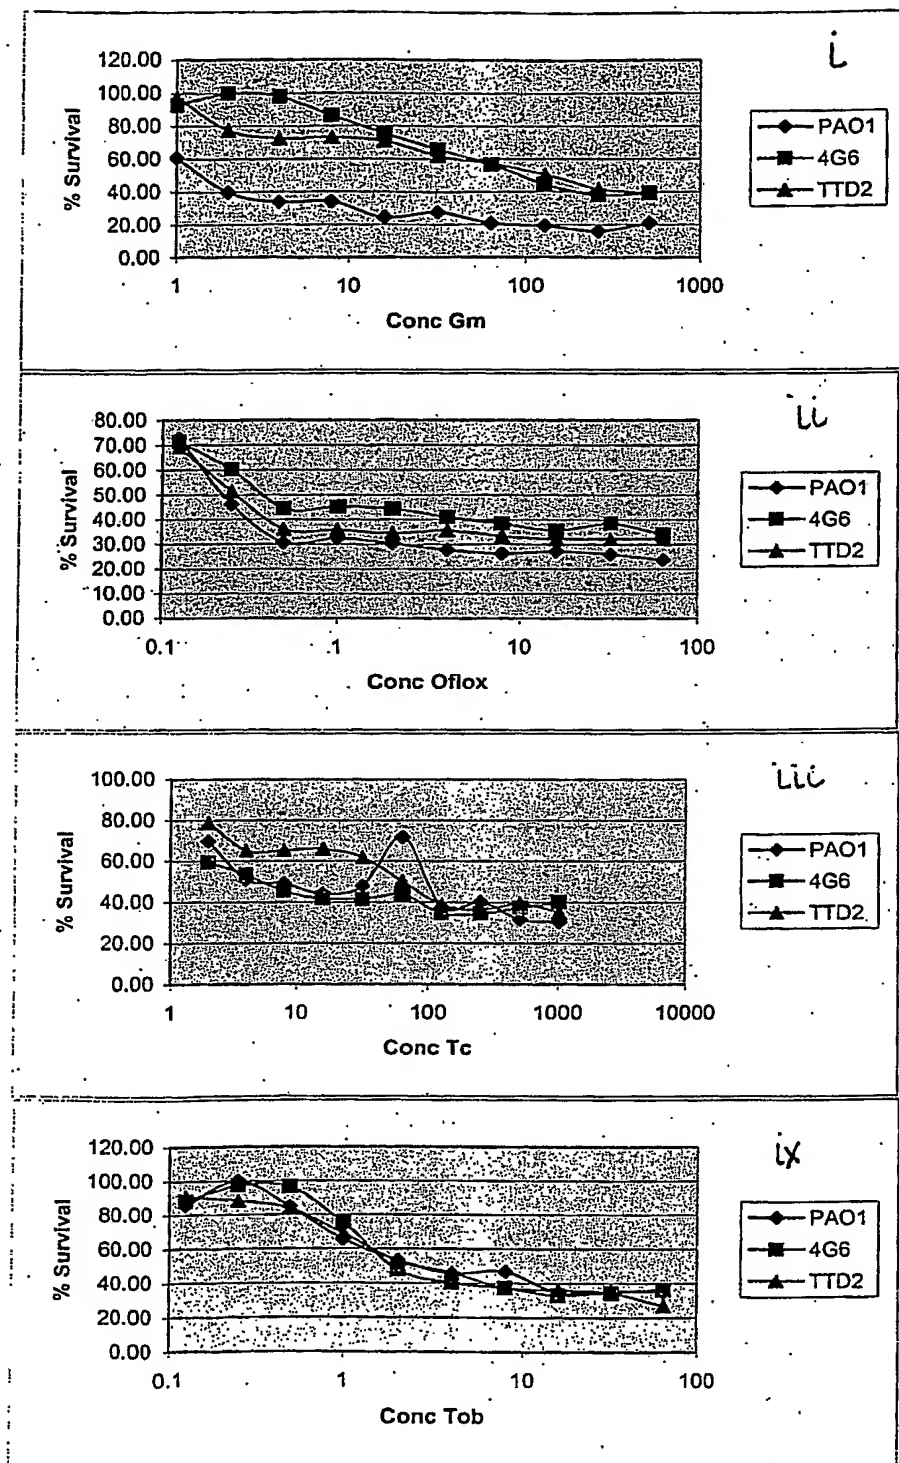 i
120.00
100.00
80.00
60.00
40.00
20.00
0.00
% Survival
1 10 100 1000
Conc Gm
PAO1
4G6
TTD2
ii
80.00
70.00
60.00
50.00
40.00
30.00
20.00
10.00
0.00
% Survival
0.1 0.1 10 100
Conc Oflox
PAO1
4G6
TTD2
iii
100.00
80.00
60.00
40.00
20.00
0.00
% Survival
1 10 100 1000 10000
Conc Tc
PAO1
4G6
TTD2
ix
120.00
100.00
80.00
60.00
40.00
20.00
0.00
% Survival
0.1 1 10 100
Conc Tob
PAO1
4G6
TTD2